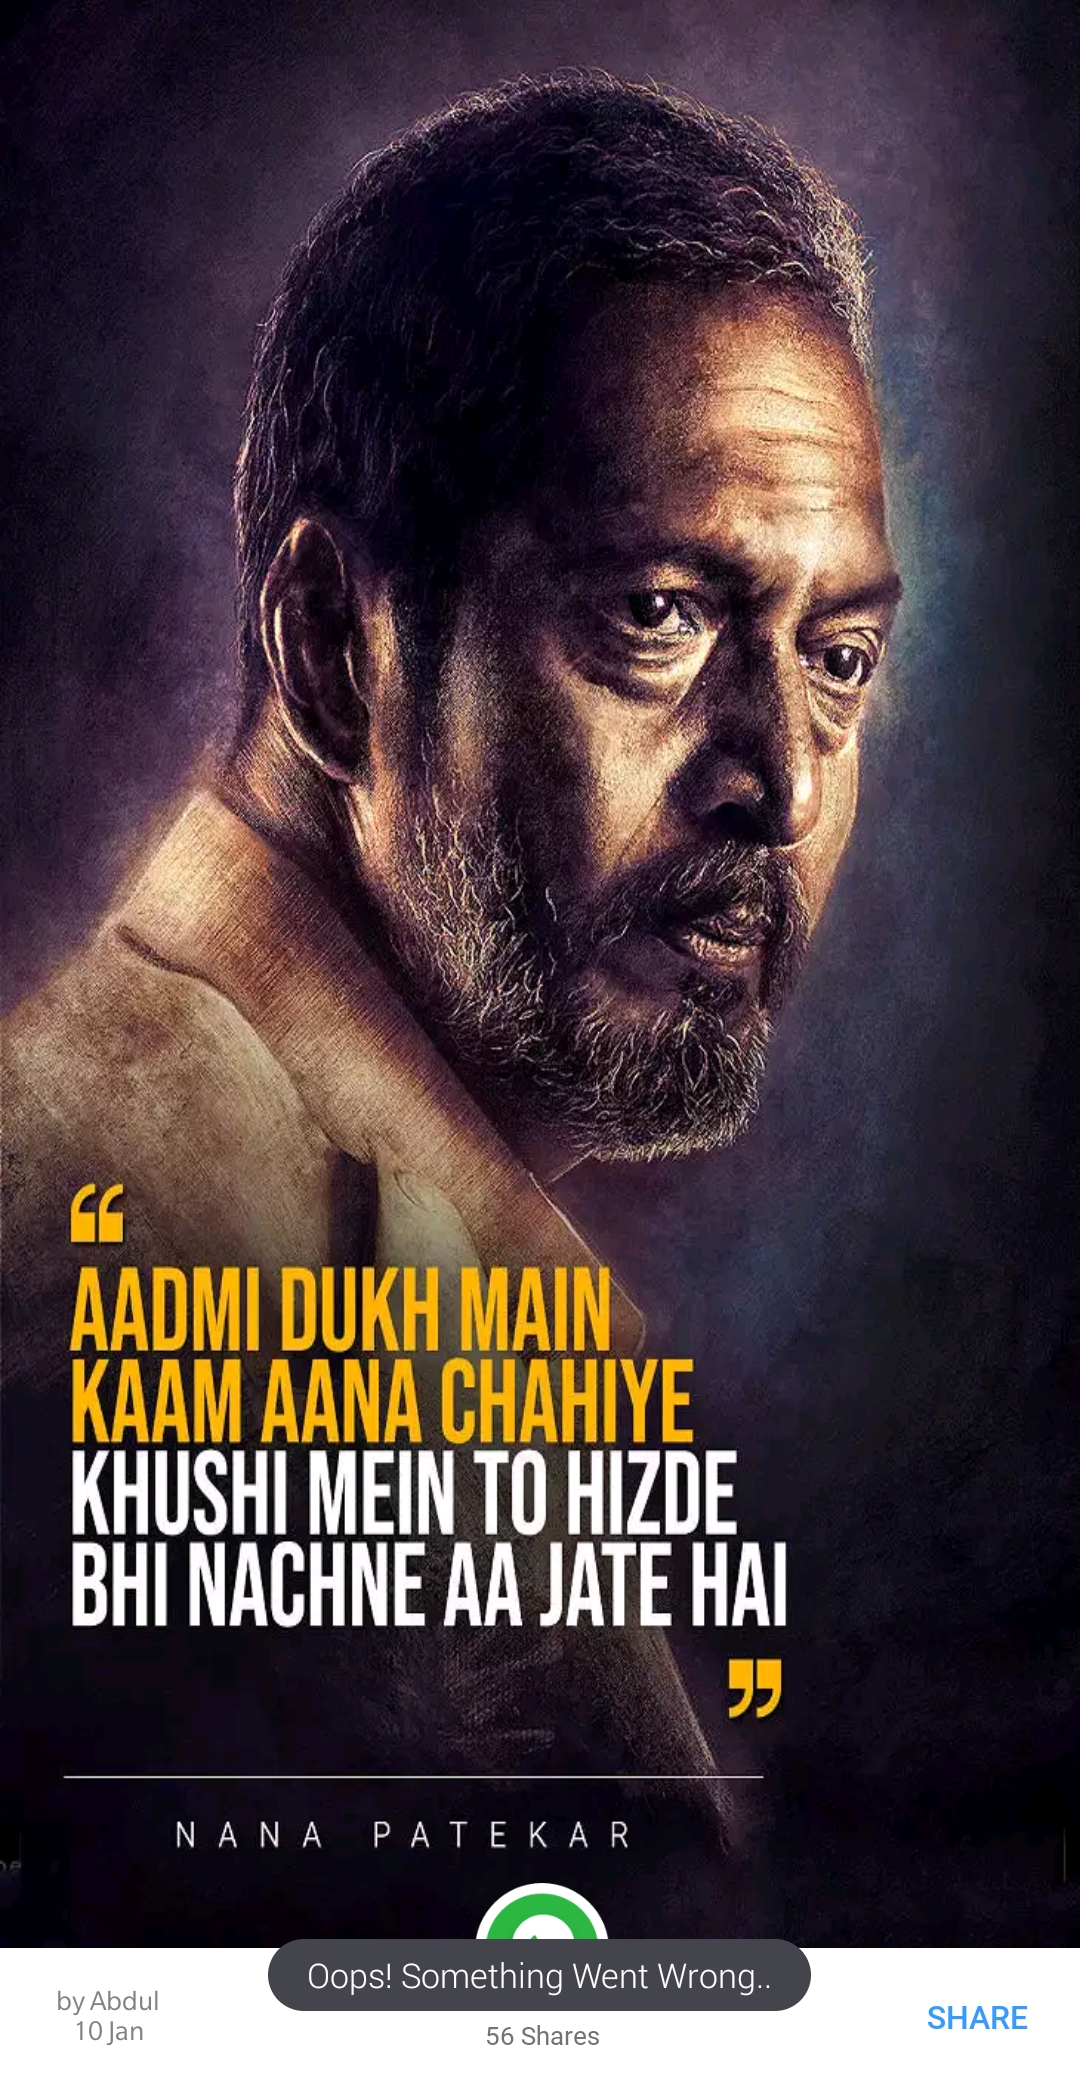 “
AADMI DUKH MAIN
KAAM AANA CHAHIYE
KHUSHI MEIN TO HIZDE
BHI NACHNE AA JATE HAI
”
NANA PATEKAR
by Abdul
10 Jan
Oops! Something Went Wrong..
56 Shares
SHARE